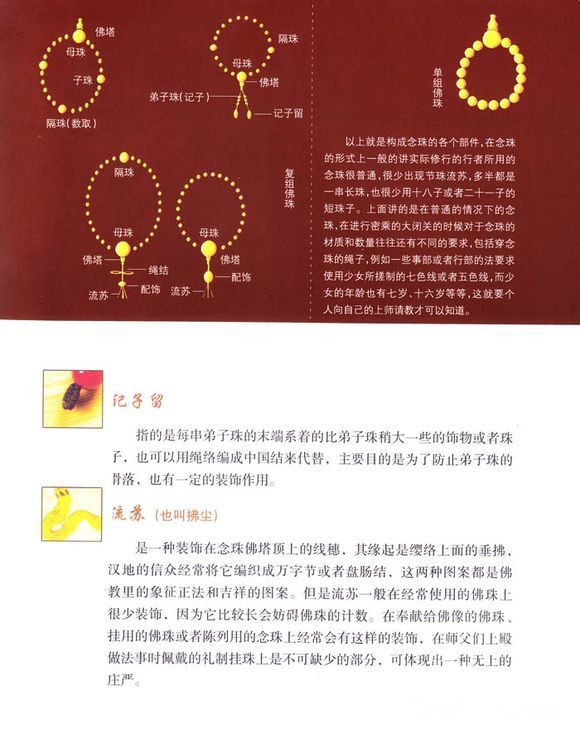 佛塔
母珠
子珠
隔珠(数取)
隔珠
母珠
佛塔
弟子珠(记子)
记子留
单组佛珠
隔珠
母珠
佛塔
绳结
配饰
流苏
母珠
佛塔
配饰
流苏
复组佛珠
以上就是构成念珠的各个部件,在念珠
的形式上一般的讲实际修行的行者所用的
念珠很普通,很少出现节珠流苏,多半都是
一串长珠,也很少用十八子或者二十一子的
短珠子。上面讲的是在普通的情况下的念
珠,在进行密乘的大闭关的时候对于念珠的
材质和数量往往还有不同的要求,包括穿念
珠的绳子,例如一些事部或者行部的法要求
使用少女所搓制的七色线或者五色线,而少
女的年龄也有七岁、十六岁等等,这就要个
人向自己的上师请教才可以知道。
记子留
指的是每串弟子珠的末端系着的比弟子珠稍大一些的饰物或者珠
子，也可以用绳络编成中国结来代替，主要目的是为了防止弟子珠的
滑落，也有一定的装饰作用。
流苏 (也叫拂尘)
是一种装饰在念珠佛塔顶上的线穗，其缘起是缨络上面的垂拂，
汉地的信众经常将它编织成万字节或者盘肠结，这两种图案都是佛
教里的象征正法和吉祥的图案。但是流苏一般在经常使用的佛珠上
很少装饰，因为它比较长会妨碍佛珠的计数。在奉献给佛像的佛珠、
挂用的佛珠或者陈列用的念珠上经常会有这样的装饰，在师父们上殿
做法事时佩戴的礼制挂珠上是不可缺少的部分，可体现出一种无上的
庄严。